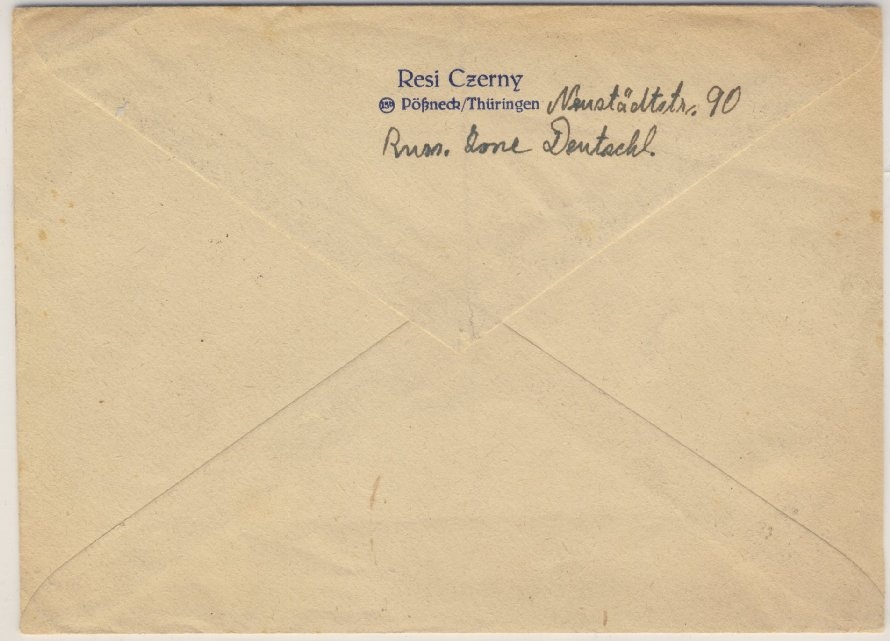 Resi Czerny
Pößneck/Thüringen Neustädtstr. 90
Russ. Zone Deutschl.